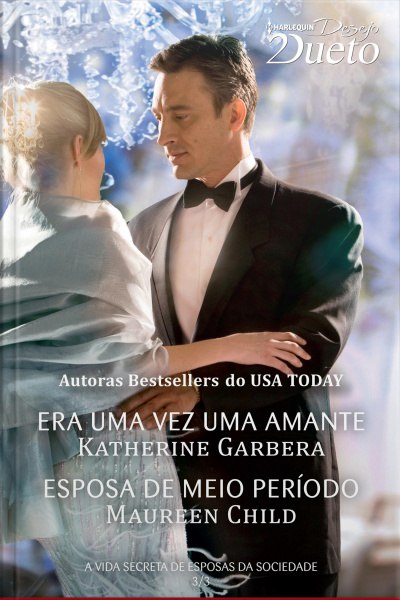 HARLEQUIN Desejo
Dueto
2
Autoras Bestsellers do USA TODAY
ERA UMA VEZ UMA AMANTE
KATHERINE GARBERA
ESPOSA DE MEIO PERÍODO
MAUREEN CHILD
A VIDA SECRETA DE ESPOSAS DA SOCIEDADE
3/3